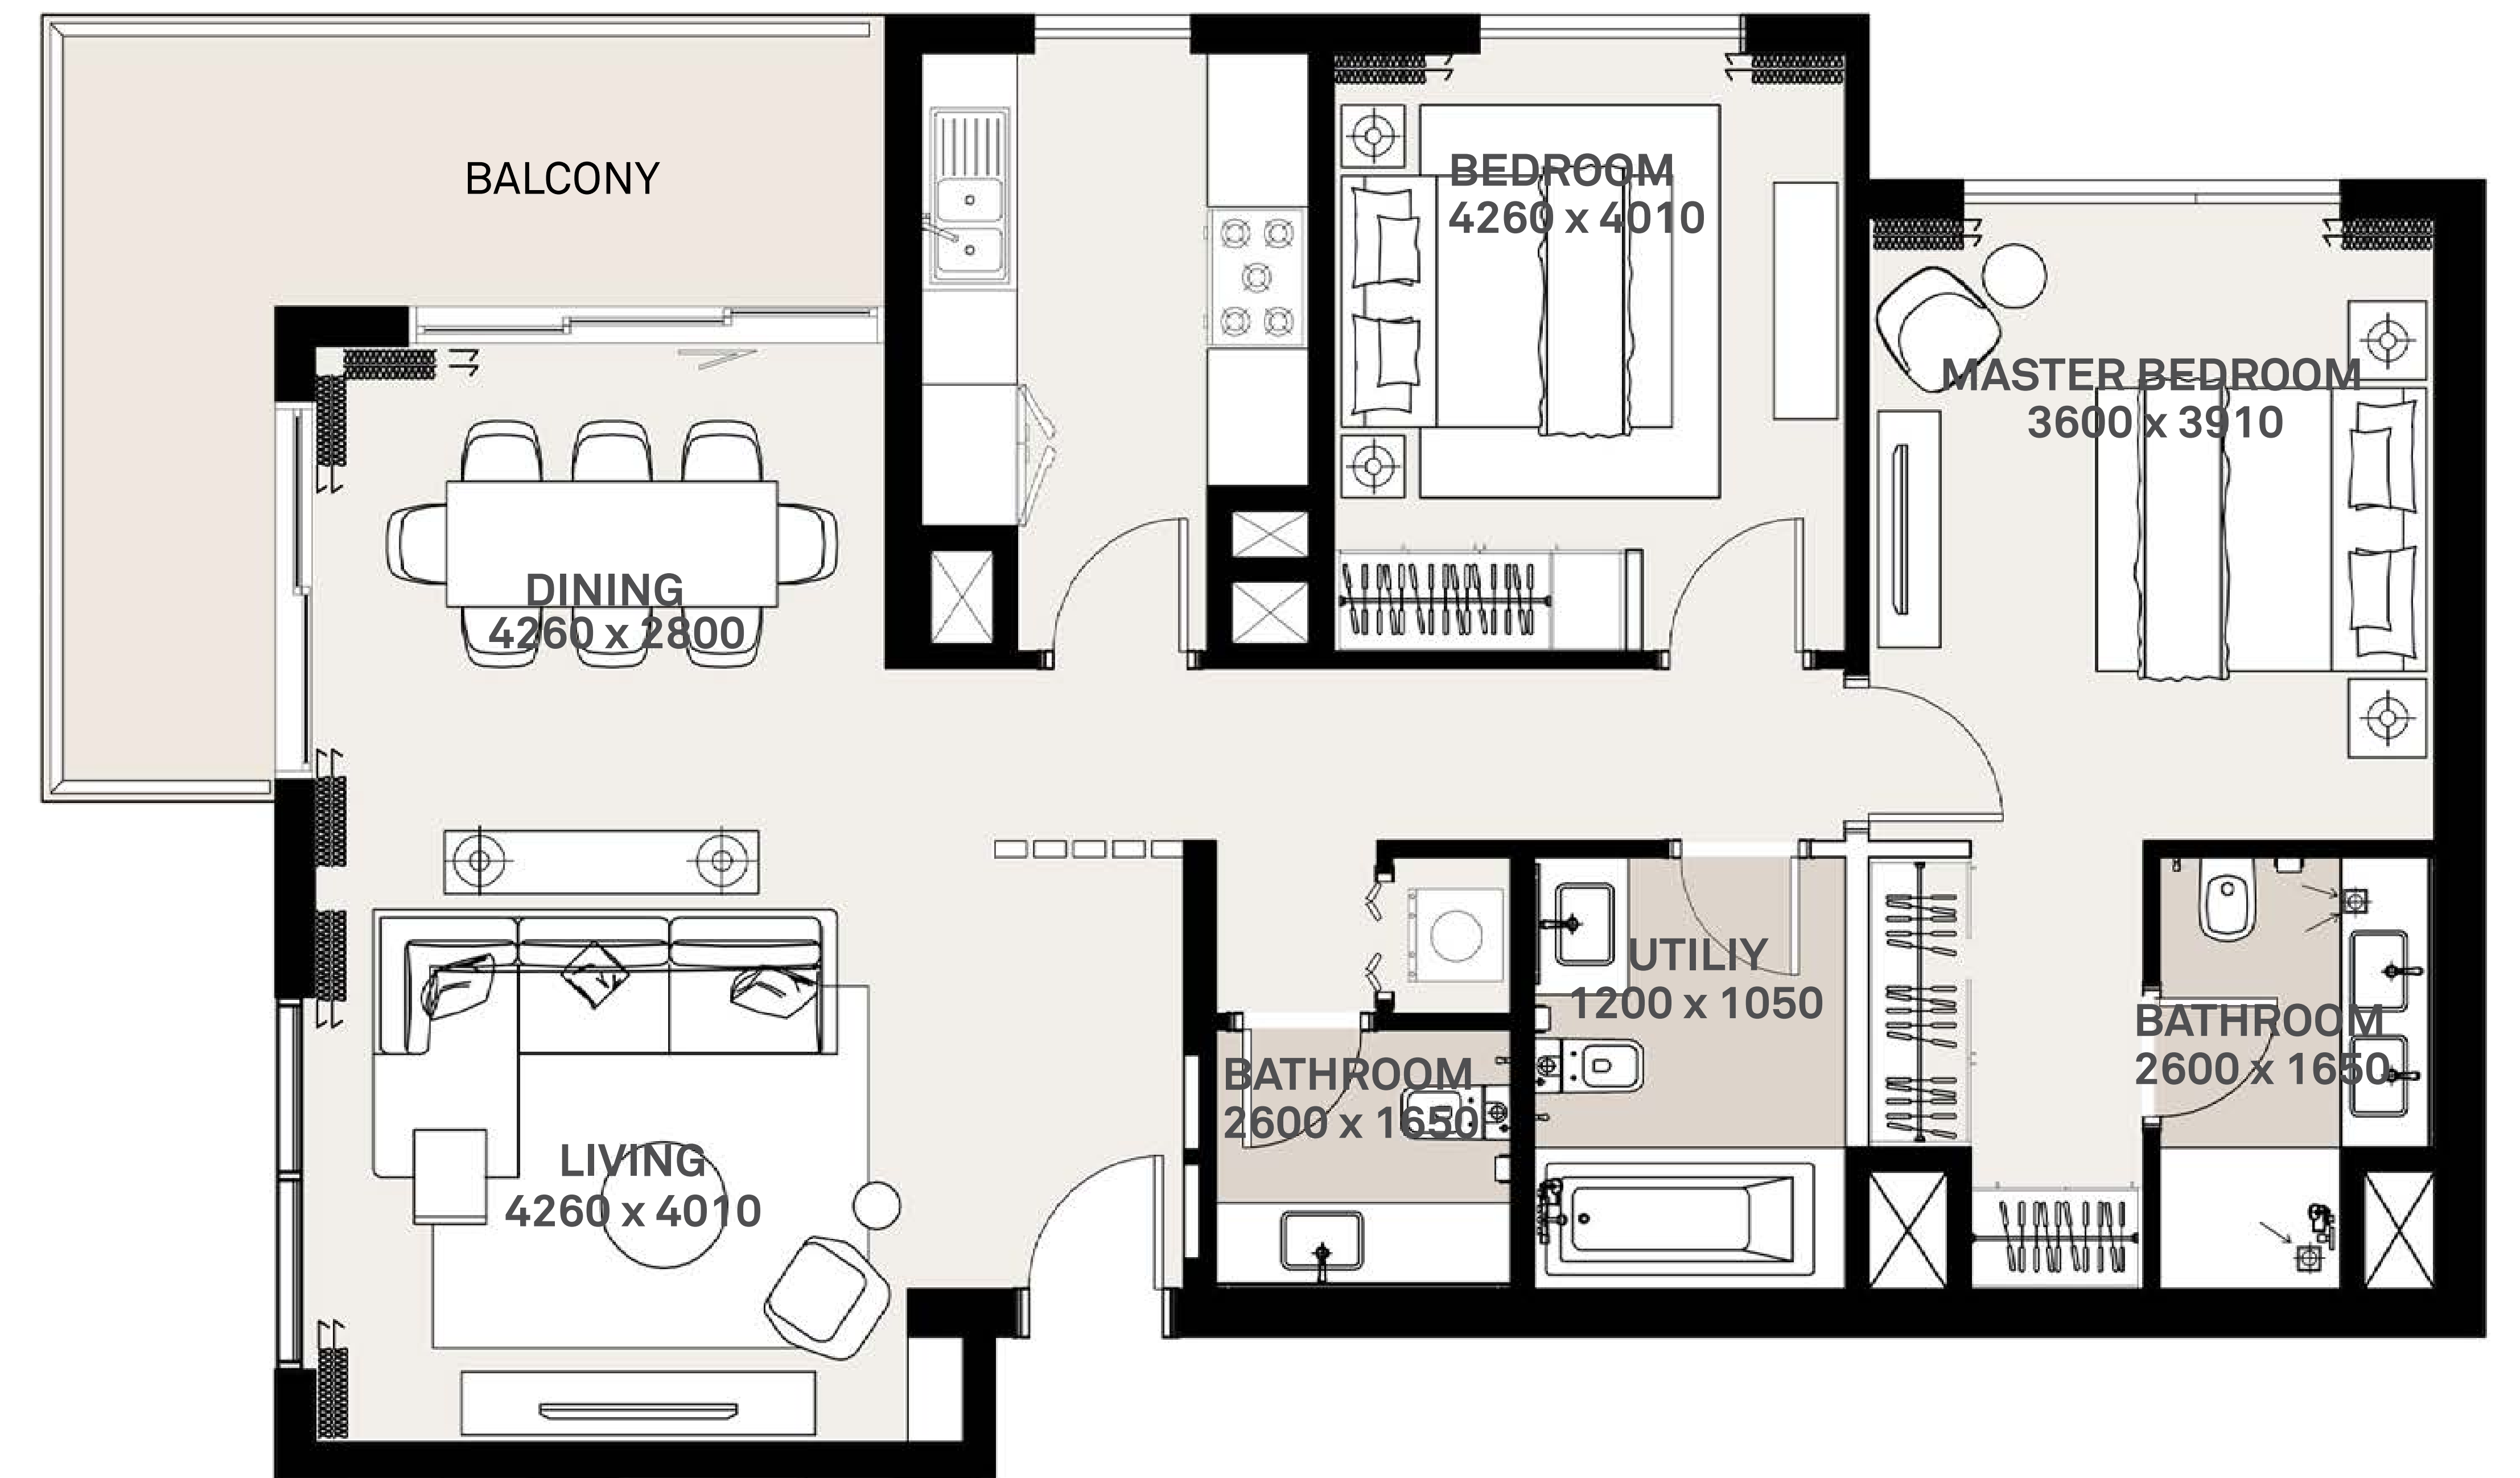 BALCONY
BEDROOM
4260 x 4010
MASTER BEDROOM
3600 x 3910
DINING
4260 x 2800
UTILIY
1200 x 1050
BATHROOM
2600 x 1650
BATHROOM
2600 x 1650
LIVING
4260 x 4010